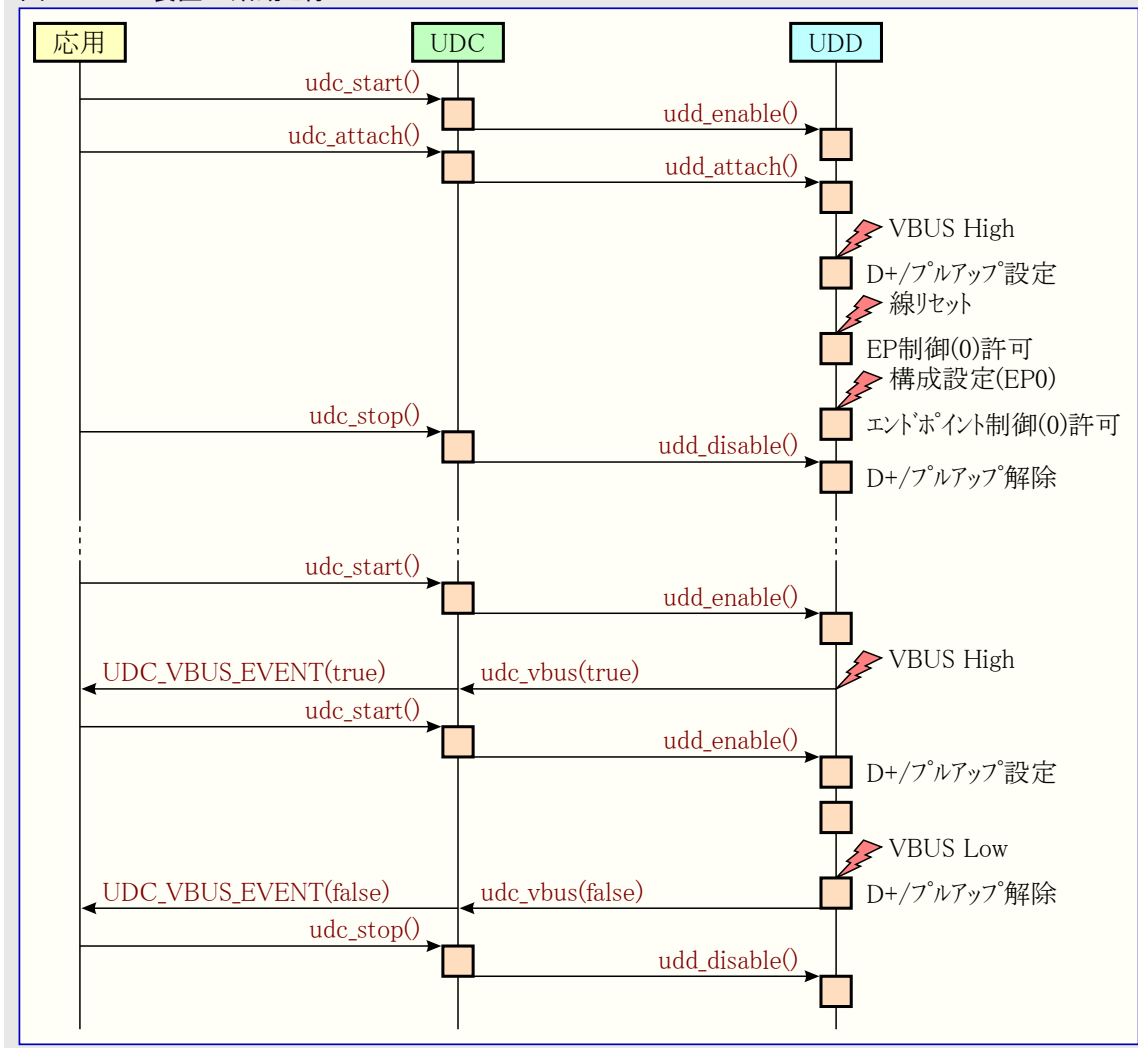 応用 UDC UDD
udc_start()
udd_enable()
udc_attach()
udd_attach()
VBUS High
D+/プルアップ設定
線リセット
EP制御(0)許可
構成設定(EP0)
udc_stop()
エンドポイント制御(0)許可
udd_disable()
D+/プルアップ解除
udc_start()
udd_enable()
VBUS High
UDC_VBUS_EVENT(true) udc_vbus(true)
udc_start()
udd_enable()
D+/プルアップ設定
VBUS Low
UDC_VBUS_EVENT(false) udc_vbus(false) D+/プルアップ解除
udc_stop()
udd_disable()